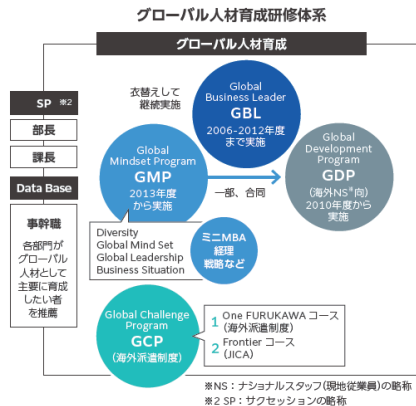 グローバル人材育成研修体系
グローバル人材育成
SP ※2
部長
課長
Data Base
事幹職
各部門が
グローバル
人材として
主要に育成
したい者
を推薦
衣替えして
継続実施
Global
Business Leader
GBL
2006-2012年度
まで実施
Global
Mindset Program
GMP
2013年度
から実施
一部、合同
Global
Development
Program
GDP
(海外NS※向)
2010年度から
実施
Diversity
Global Mind Set
Global Leadership
Business Situation
ミニMBA
経理
戦略など
Global Challenge
Program
GCP
(海外派遣制度)
1 One FURUKAWA コース
(海外派遣制度)
2 Frontier コース
(JICA)
※NS：ナショナルスタッフ(現地従業員)の略称
※2 SP：サクセッションの略称